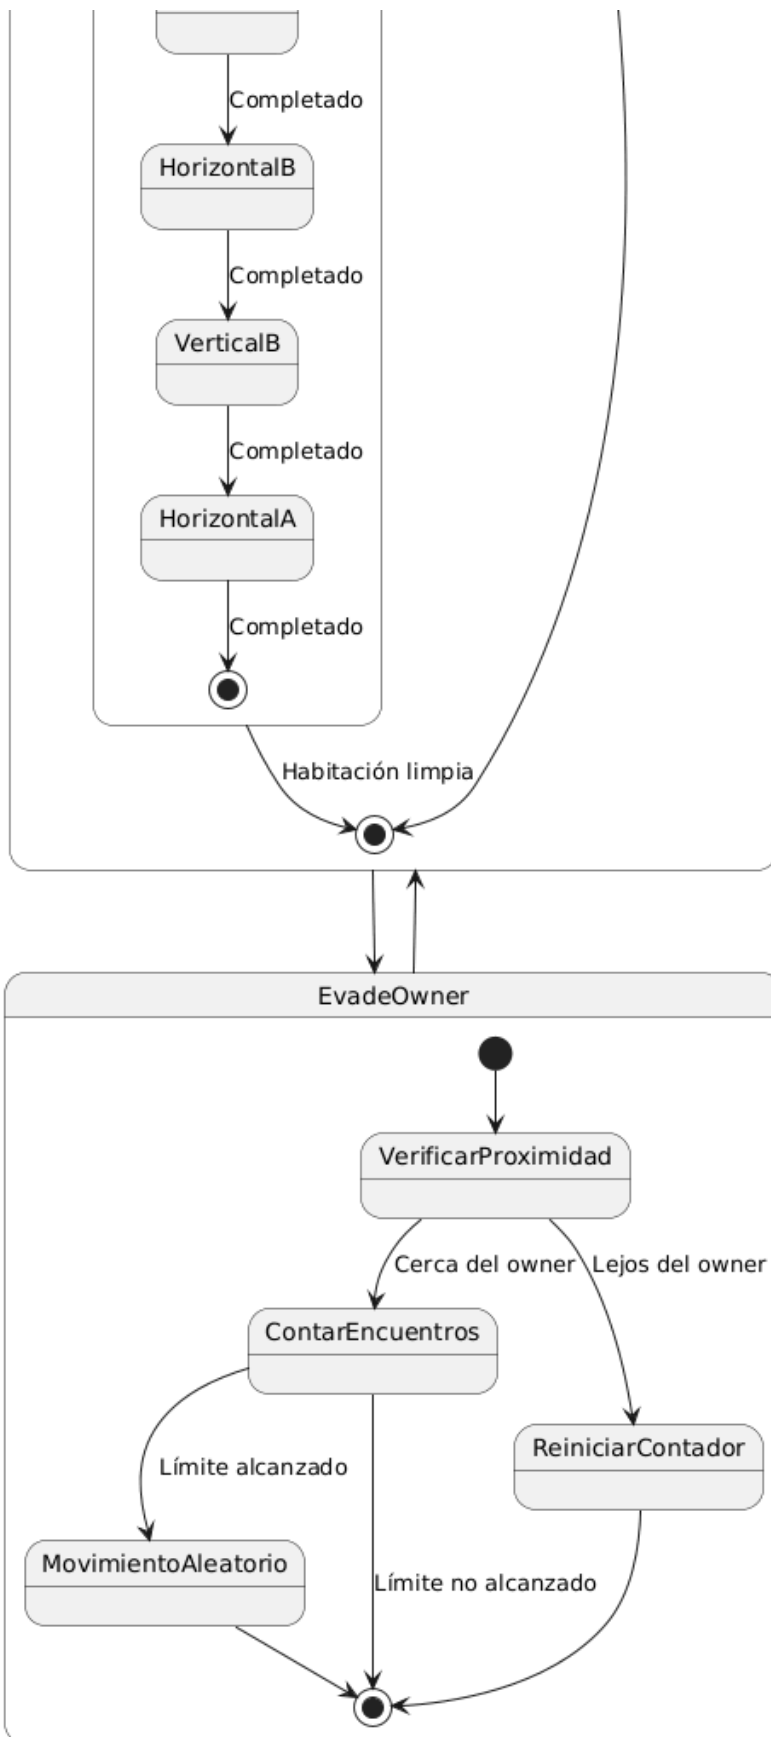 Completado
HorizontalB
Completado
VerticalB
Completado
HorizontalA
Completado
Habitación limpia
EvadeOwner
VerificarProximidad
Cerca del owner
Lejos del owner
ContarEncuentros
ReiniciarContador
Límite alcanzado
MovimientoAleatorio
Límite no alcanzado